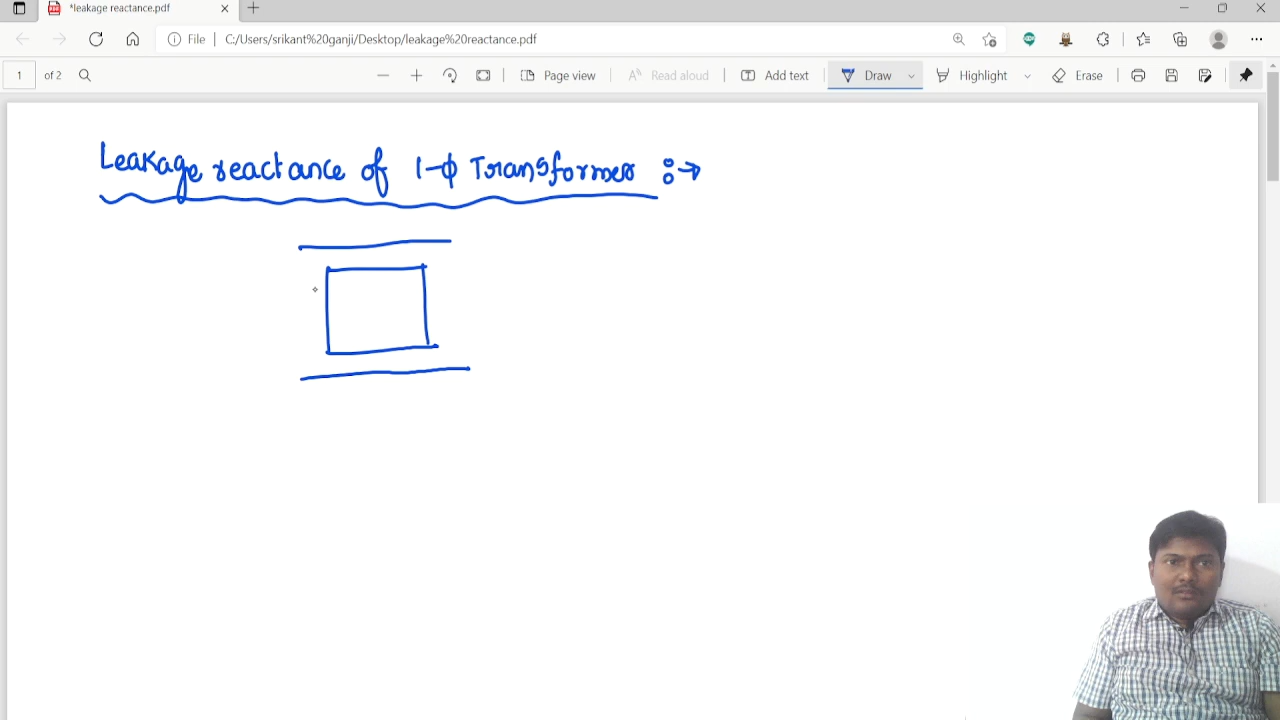 *leakage reactance.pdf
File C:/Users/srikant%20ganji/Desktop/leakage%20reactance.pdf
1 of 2 Page view Read aloud Add text Draw Highlight Erase
Leakage reactance of 1-ϕ Transformer :→